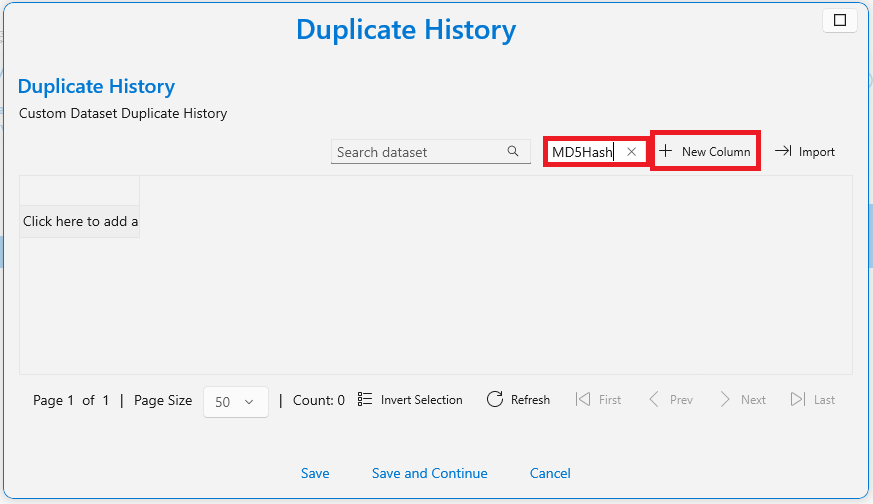 Duplicate History
Duplicate History
Custom Dataset Duplicate History
Search dataset MD5Hash New Column Import
Click here to add a
Page 1 of 1 | Page Size 50 | Count: 0 Invert Selection Refresh First Prev Next Last
Save Save and Continue Cancel